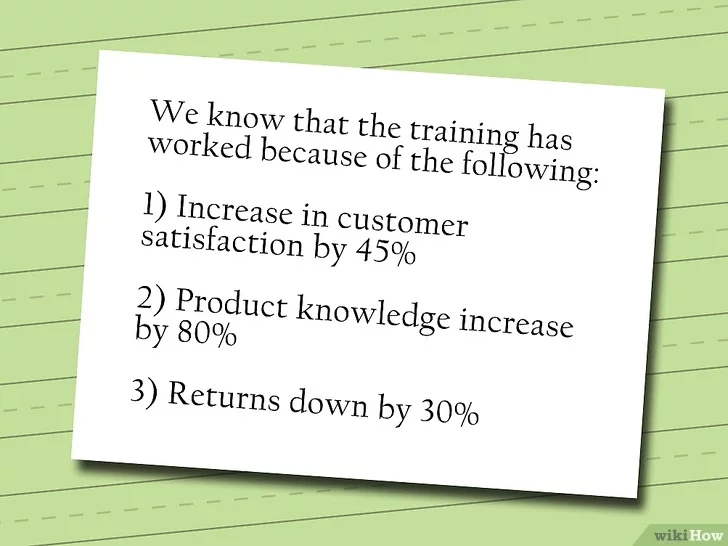 We know that the training has
worked because of the following:
1) Increase in customer
satisfaction by 45%
2) Product knowledge increase
by 80%
3) Returns down by 30%
wikiHow